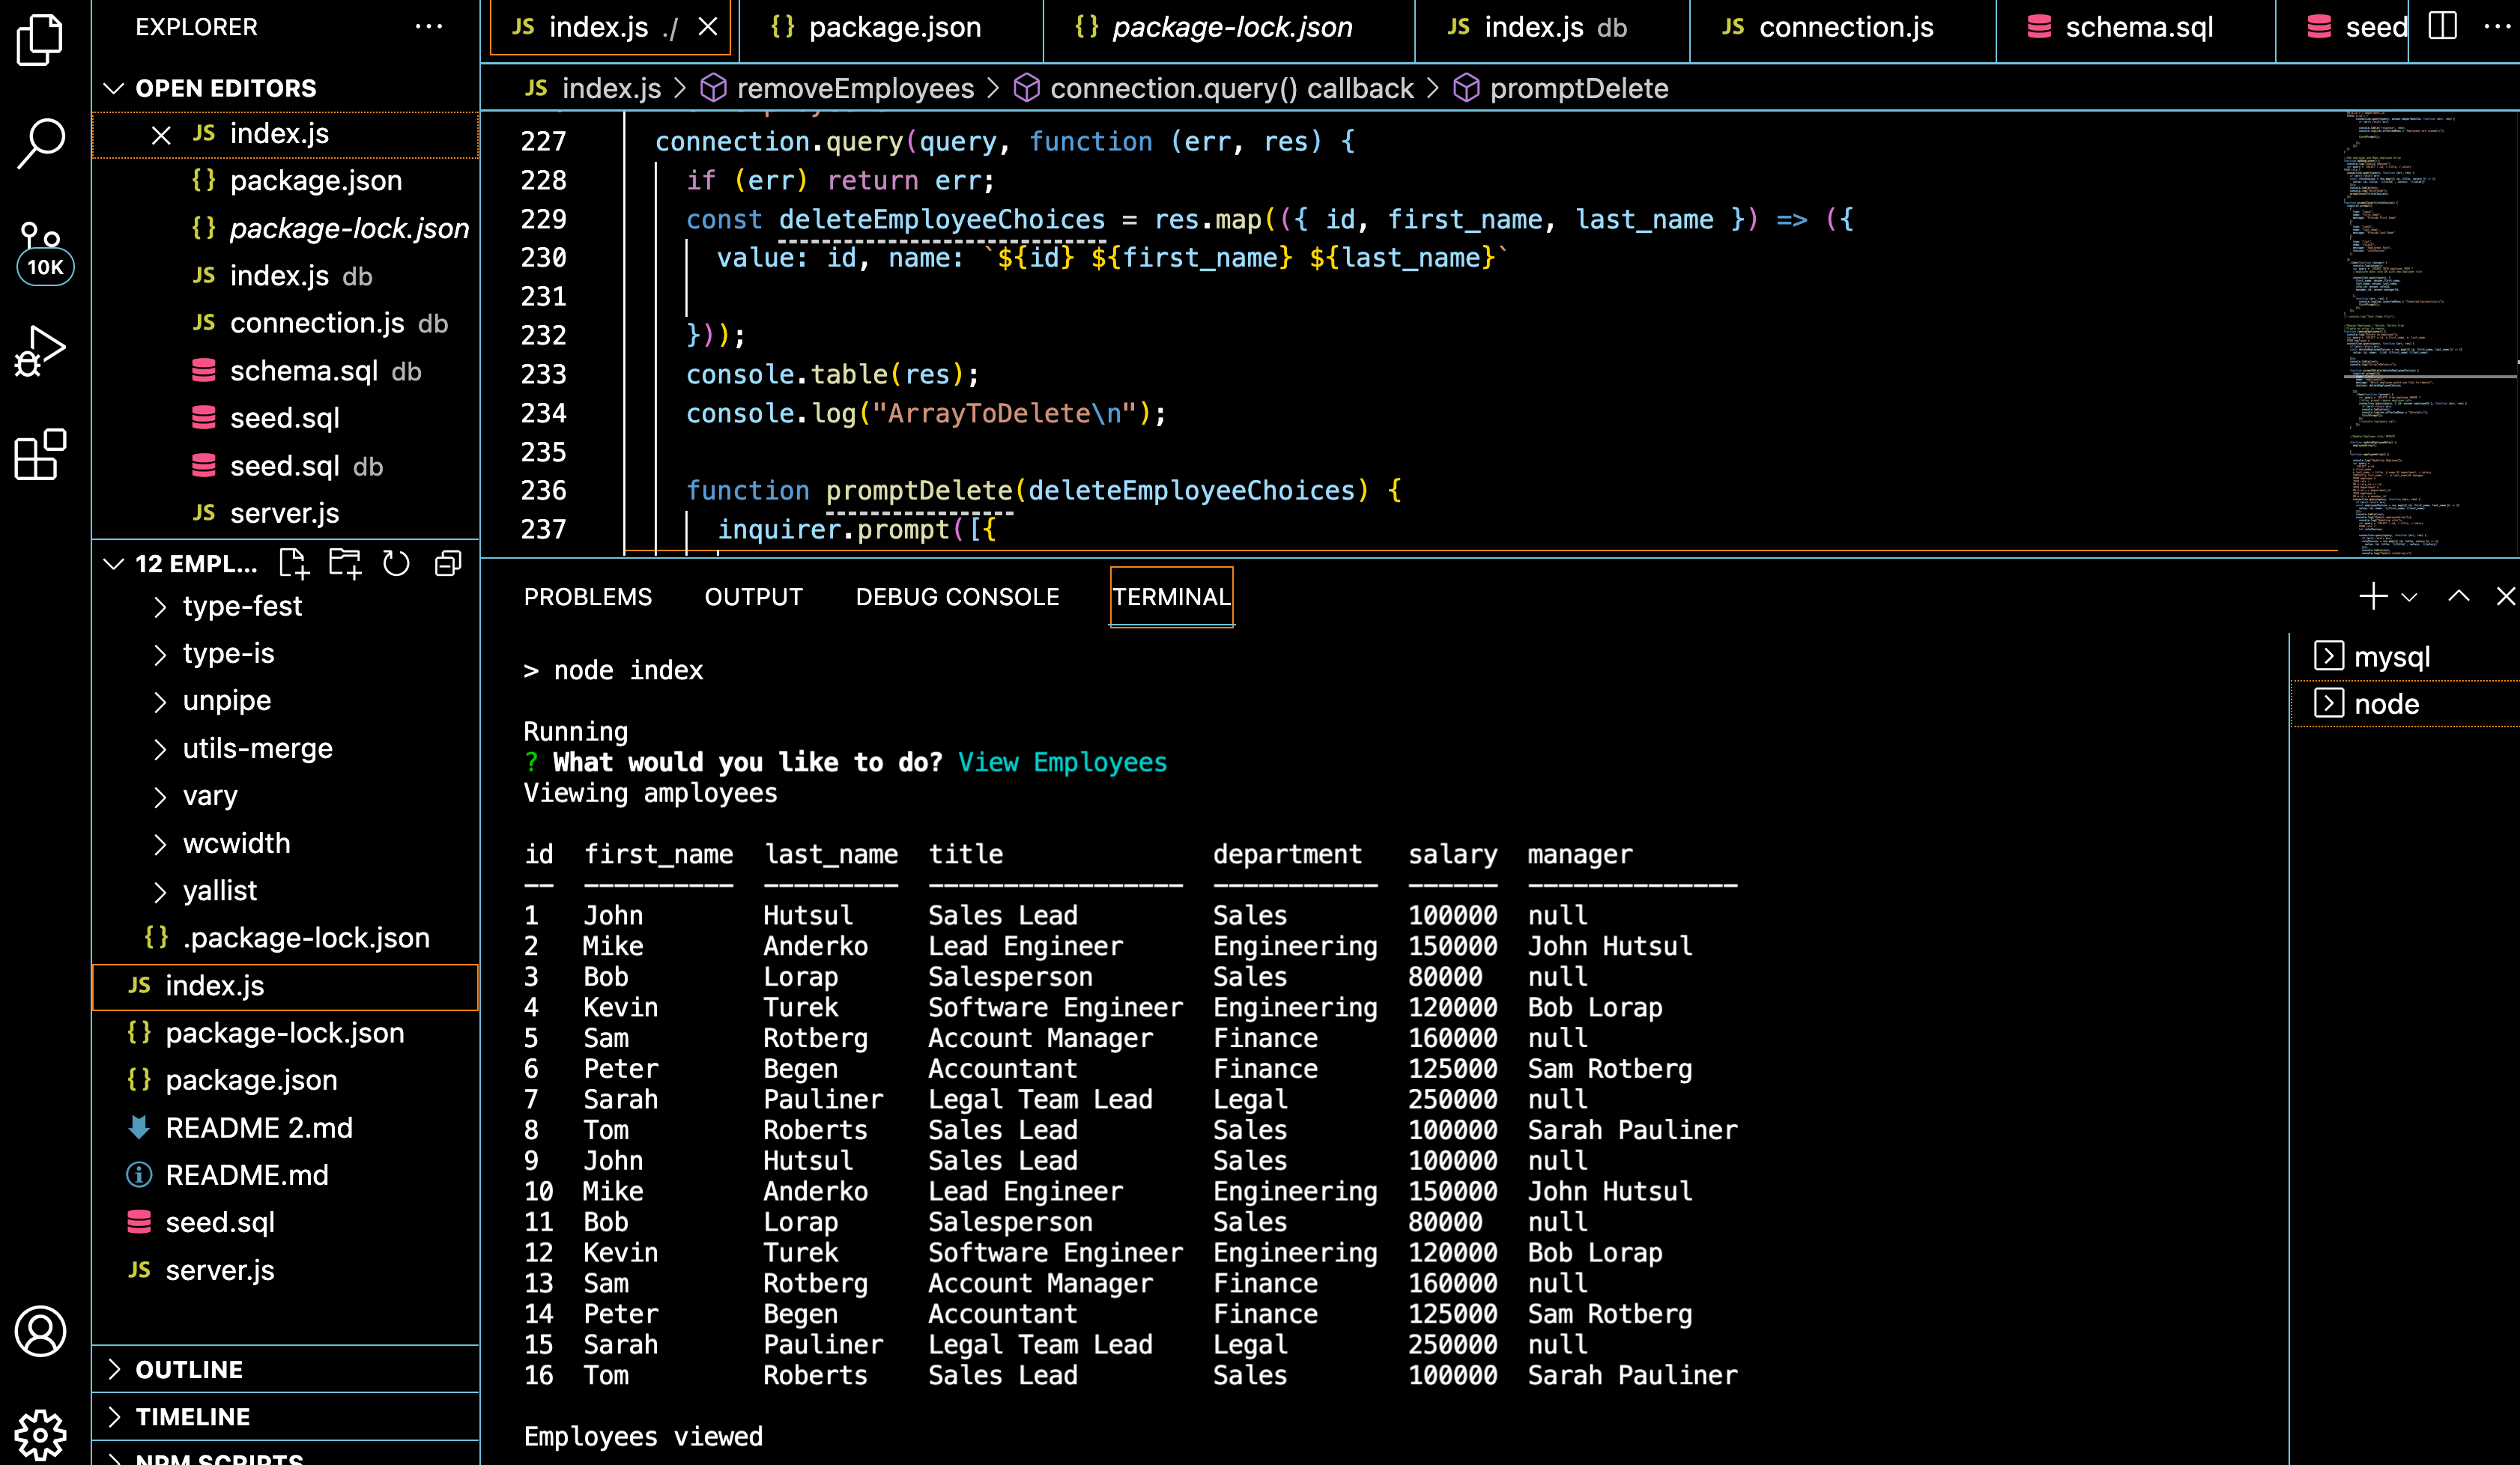 EXPLORER
OPEN EDITORS
index.js
package.json
package-lock.json
index.js db
connection.js db
schema.sql db
seed.sql
seed.sql db
server.js
10K
12 EMPL...
type-fest
type-is
unpipe
utils-merge
vary
wcwidth
yallist
.package-lock.json
index.js
package-lock.json
package.json
README 2.md
README.md
seed.sql
server.js
OUTLINE
TIMELINE
NPM SCRIPTS
index.js ./ package.json package-lock.json index.js db connection.js schema.sql seed
index.js > removeEmployees > connection.query() callback > promptDelete
227 connection.query(query, function (err, res) {
228 if (err) return err;
229 const deleteEmployeeChoices = res.map(({ id, first_name, last_name }) => ({
230 value: id, name: `${id} ${first_name} ${last_name}`
231
232 }));
233 console.table(res);
234 console.log("ArrayToDelete\n");
235
236 function promptDelete(deleteEmployeeChoices) {
237 inquirer.prompt([{
PROBLEMS OUTPUT DEBUG CONSOLE TERMINAL
mysql
node
> node index
Running
? What would you like to do? View Employees
Viewing amployees
id first_name last_name title department salary manager
-- ---------- --------- ----------------- ----------- ------ --------------
1 John Hutsul Sales Lead Sales 100000 null
2 Mike Anderko Lead Engineer Engineering 150000 John Hutsul
3 Bob Lorap Salesperson Sales 80000 null
4 Kevin Turek Software Engineer Engineering 120000 Bob Lorap
5 Sam Rotberg Account Manager Finance 160000 null
6 Peter Begen Accountant Finance 125000 Sam Rotberg
7 Sarah Pauliner Legal Team Lead Legal 250000 null
8 Tom Roberts Sales Lead Sales 100000 Sarah Pauliner
9 John Hutsul Sales Lead Sales 100000 null
10 Mike Anderko Lead Engineer Engineering 150000 John Hutsul
11 Bob Lorap Salesperson Sales 80000 null
12 Kevin Turek Software Engineer Engineering 120000 Bob Lorap
13 Sam Rotberg Account Manager Finance 160000 null
14 Peter Begen Accountant Finance 125000 Sam Rotberg
15 Sarah Pauliner Legal Team Lead Legal 250000 null
16 Tom Roberts Sales Lead Sales 100000 Sarah Pauliner
Employees viewed